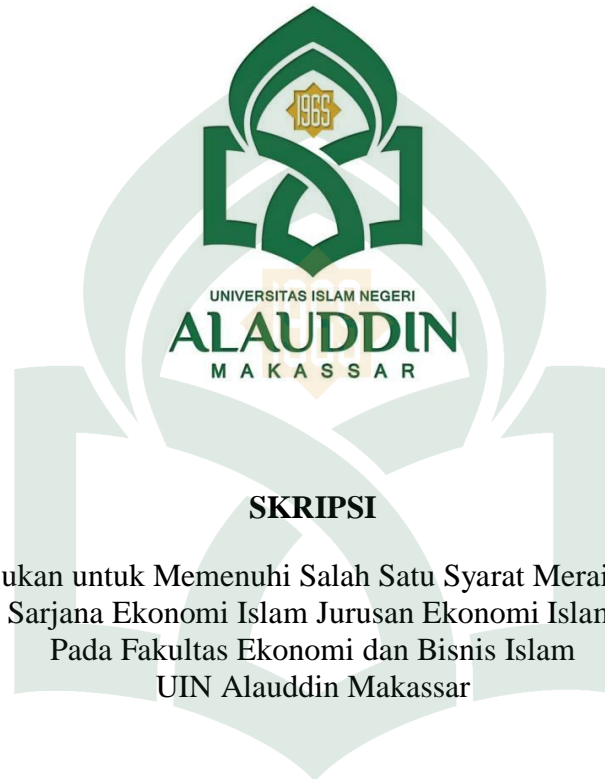 1965
UNIVERSITAS ISLAM NEGERI
ALAUDDIN
MAKASSAR
SKRIPSI
ukan untuk Memenuhi Salah Satu Syarat Merai
Sarjana Ekonomi Islam Jurusan Ekonomi Islam
Pada Fakultas Ekonomi dan Bisnis Islam
UIN Alauddin Makassar